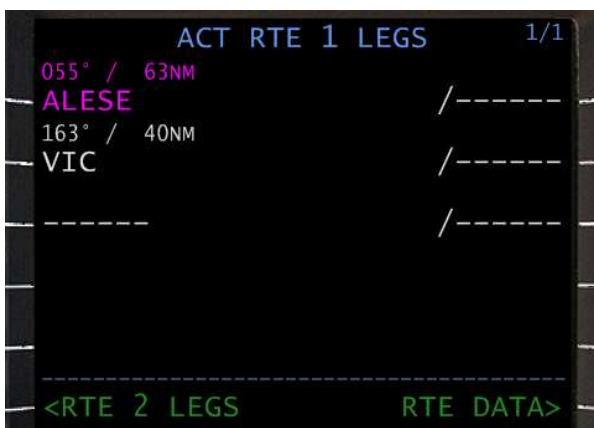 ACT RTE 1 LEGS 1/1
055° / 63NM
ALESE /------
163° / 40NM
VIC /------
------ /------
<RTE 2 LEGS RTE DATA>